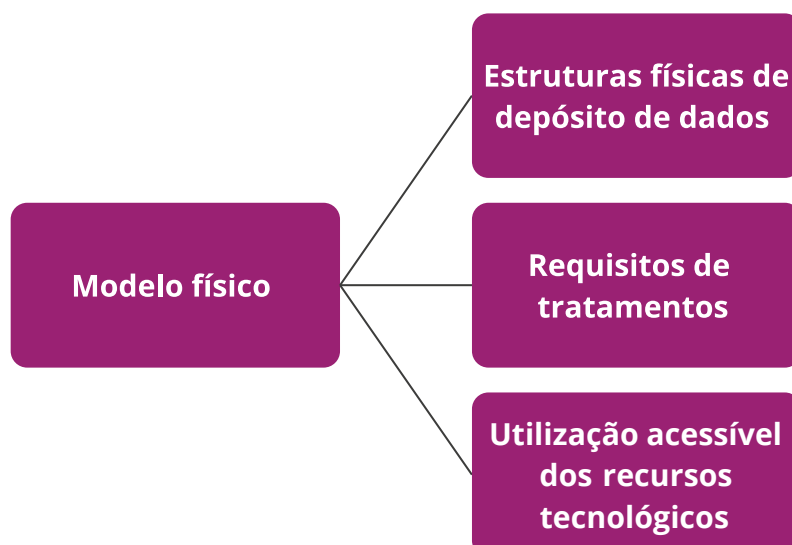 Modelo físico
Estruturas físicas de
depósito de dados
Requisitos de
tratamentos
Utilização acessível
dos recursos
tecnológicos